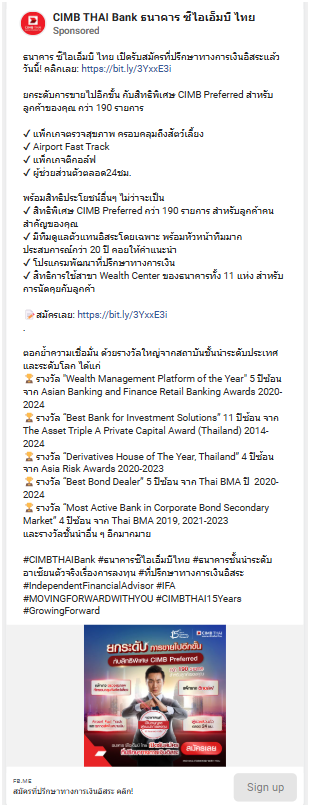 CIMB THAI Bank ธนาคาร ซีไอเอ็มบี ไทย
Sponsored
ธนาคาร ซีไอเอ็มบี ไทย เปิดรับสมัครที่ปรึกษาทางการเงินอิสระแล้ว
วันนี้! คลิกเลย: https://bit.ly/3YxxE3i
ยกระดับการขายไปอีกขั้น กับสิทธิพิเศษ CIMB Preferred สำหรับ
ลูกค้าของคุณ กว่า 190 รายการ
✓ แพ็กเกจตรวจสุขภาพ ครอบคลุมถึงสัตว์เลี้ยง
✓ Airport Fast Track
✓ แพ็กเกจตีกอล์ฟ
✓ ผู้ช่วยส่วนตัวตลอด24ชม.
พร้อมสิทธิประโยชน์อื่นๆ ไม่ว่าจะเป็น
✓ สิทธิพิเศษ CIMB Preferred กว่า 190 รายการ สำหรับลูกค้าคน
สำคัญของคุณ
✓ มีทีมดูแลตัวแทนอิสระโดยเฉพาะ พร้อมหัวหน้าทีมมาก
ประสบการณ์กว่า 20 ปี คอยให้คำแนะนำ
✓ โปรแกรมพัฒนาที่ปรึกษาทางการเงิน
✓ สิทธิการใช้สาขา Wealth Center ของธนาคารทั้ง 11 แห่ง สำหรับ
การนัดคุยกับลูกค้า
📝สมัครเลย: https://bit.ly/3YxxE3i
.
ตอกย้ำความเชื่อมั่น ด้วยรางวัลใหญ่จากสถาบันชั้นนำระดับประเทศ
และระดับโลก ได้แก่
🏆รางวัล "Wealth Management Platform of the Year" 5 ปีซ้อน
จาก Asian Banking and Finance Retail Banking Awards 2020-
2024
🏆รางวัล "Best Bank for Investment Solutions" 11 ปีซ้อน จาก
The Asset Triple A Private Capital Award (Thailand) 2014-
2024
🏆รางวัล "Derivatives House of The Year, Thailand" 4 ปีซ้อน
จาก Asia Risk Awards 2020-2023
🏆รางวัล "Best Bond Dealer" 5 ปีซ้อน จาก Thai BMA ปี 2020-
2024
🏆รางวัล "Most Active Bank in Corporate Bond Secondary
Market" 4 ปีซ้อน จาก Thai BMA 2019, 2021-2023
และรางวัลชั้นนำอื่น ๆ อีกมากมาย
#CIMBTHAIBank #ธนาคารซีไอเอ็มบีไทย #ธนาคารชั้นนำระดับ
อาเซียนตัวจริงเรื่องการลงทุน #ที่ปรึกษาทางการเงินอิสระ
#IndependentFinancialAdvisor #IFA
#MOVINGFORWARDWITHYOU #CIMBTHAI15Years
#GrowingForward
ยกระดับ การขายไปอีกขั้น
กับสิทธิพิเศษ CIMB Preferred
สมัครเลย
FB.ME
สมัครที่ปรึกษาทางการเงินอิสระ คลิก!
Sign up